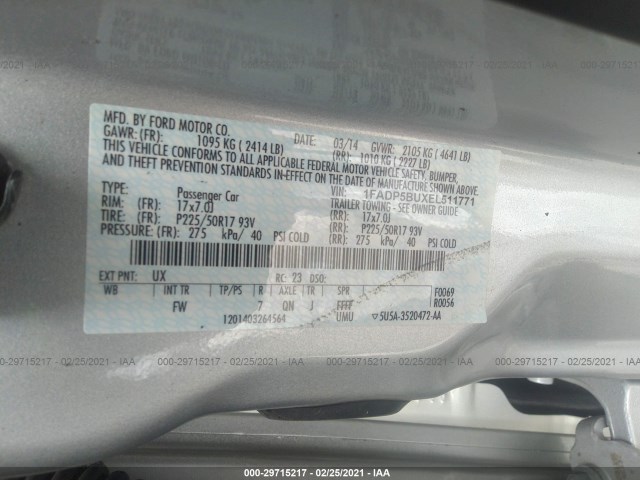 000-29715217 - 02/25/2021 - IAA
MFD. BY FORD MOTOR CO.
DATE: 03/14 GVWR: 2105 KG ( 4641 LB)
GAWR: (FR): 1095 KG ( 2414 LB) (RR): 1010 KG ( 2227 LB)
THIS VEHICLE CONFORMS TO ALL APPLICABLE FEDERAL MOTOR VEHICLE SAFETY, BUMPER,
AND THEFT PREVENTION STANDARDS IN EFFECT ON THE DATE OF MANUFACTURE SHOWN ABOVE.
VIN: 1FADP5BUXEL511771
TYPE: Passenger Car TRAILER TOWING - SEE OWNER GUIDE
RIM: (FR) 17x7.0J (RR) 17x7.0J
TIRE: (FR) P225/50R17 93V (RR) P225/50R17 93V
PRESSURE: (FR) 275 kPa/ 40 PSI COLD (RR) 275 kPa/ 40 PSI COLD
EXT PNT: UX RC: 23 DSO:
WB INT TR TP/PS R AXLE TR SPR F0069
FW 7 QN J FFFF R0056
1201403264564 UMU 5U5A-3520472-AA
000-29715217 - 02/25/2021 - IAA